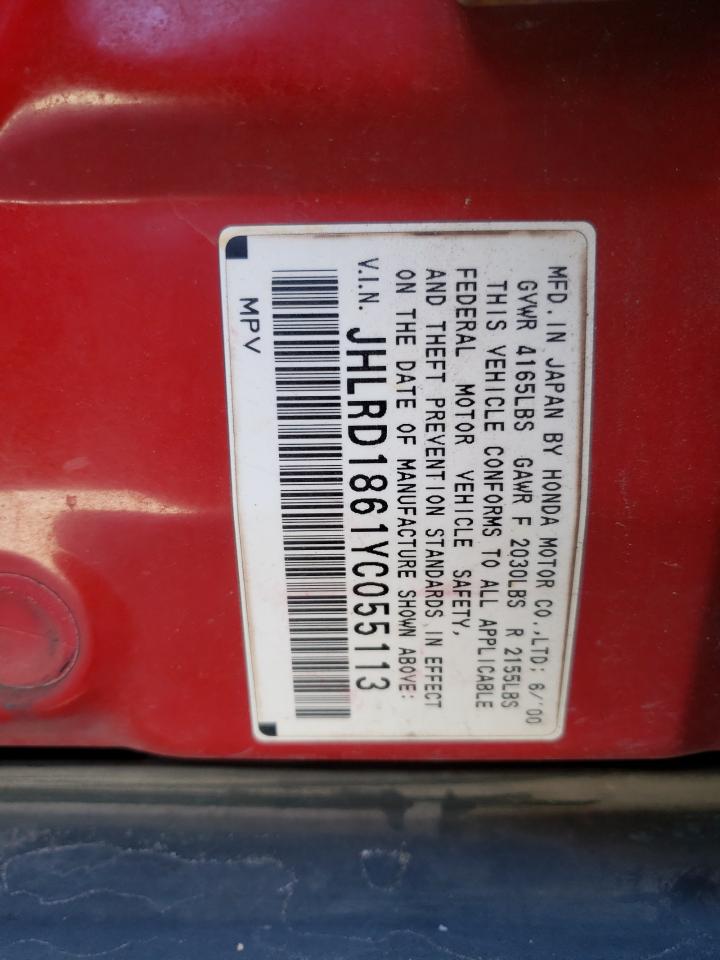 MFD. IN JAPAN BY HONDA MOTOR CO.,LTD; 6/'00
GVWR 4165LBS GAWR F 2030LBS R 2155LBS
THIS VEHICLE CONFORMS TO ALL APPLICABLE
FEDERAL MOTOR VEHICLE SAFETY,
AND THEFT PREVENTION STANDARDS IN EFFECT
ON THE DATE OF MANUFACTURE SHOWN ABOVE:
V.I.N. JHLRD1861YC055113
MPV